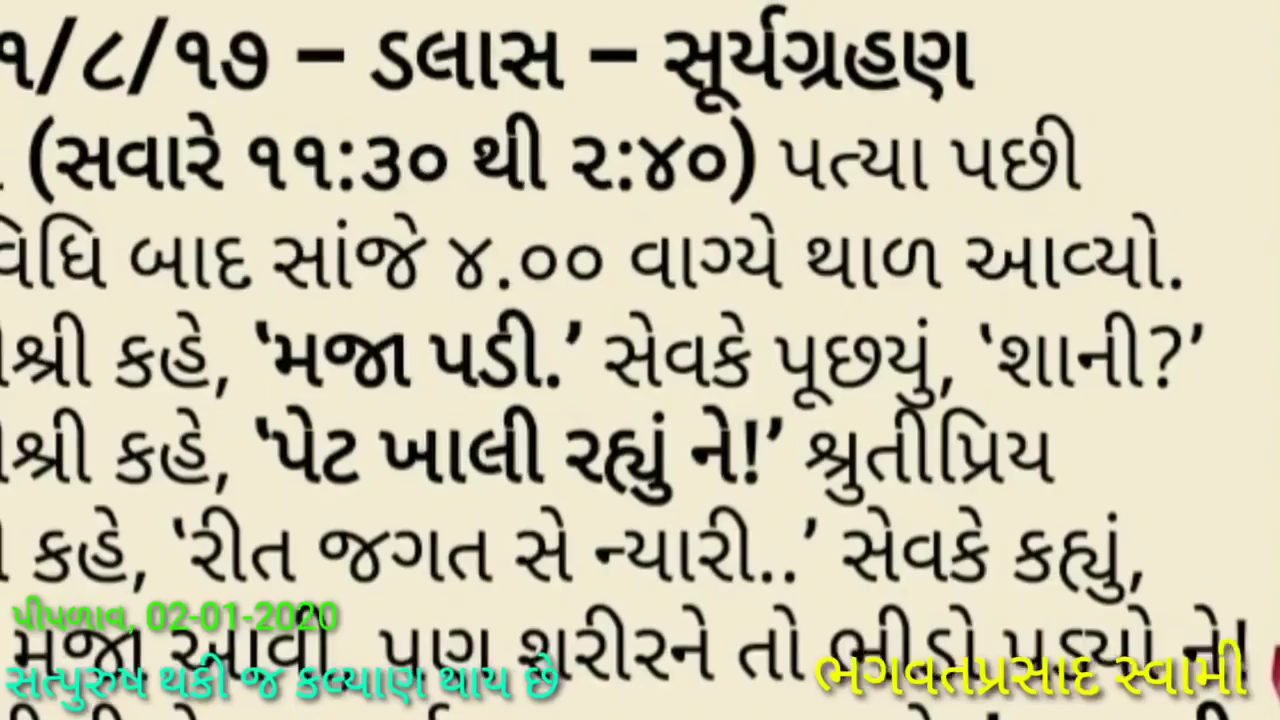 ૧/૮/૧૭ – ડલાસ – સૂર્યગ્રહણ
(સવારે ૧૧:૩૦ થી ૨:૪૦) પત્યા પછી
વિધિ બાદ સાંજે ૪.૦૦ વાગ્યે થાળ આવ્યો.
શ્રી કહે, ‘મજા પડી.’ સેવકે પૂછયું, ‘શાની?’
શ્રી કહે, ‘પેટ ખાલી રહ્યું ને!’ શ્રુતીપ્રિય
કહે, ‘રીત જગત સે ન્યારી..’ સેવકે કહ્યું,
પીપળાવ, 02-01-2020
મજા આવી, પણ શરીરને તો ભીડો પડ્યો ને!
સત્પુરુષ થકી જ કલ્યાણ થાય છે
ભગવતપ્રસાદ સ્વામી